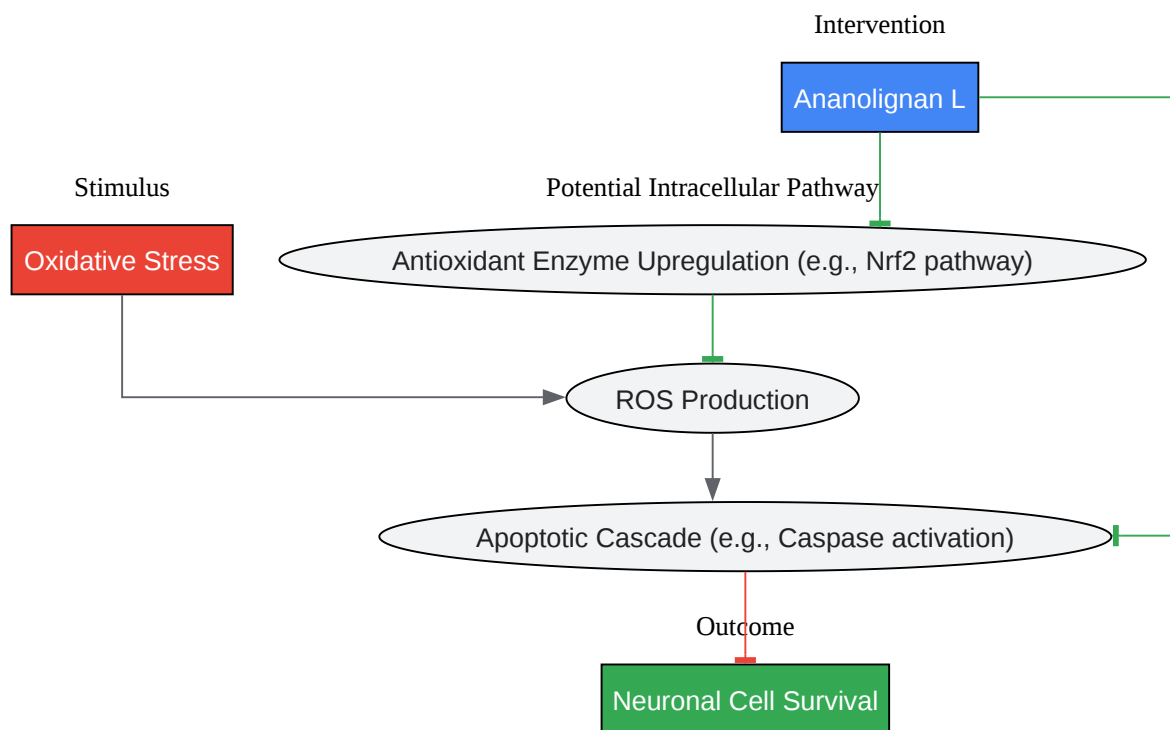 Intervention
Ananolignan L
Stimulus
Potential Intracellular Pathway
Oxidative Stress
Antioxidant Enzyme Upregulation (e.g., Nrf2 pathway)
ROS Production
Apoptotic Cascade (e.g., Caspase activation)
Outcome
Neuronal Cell Survival